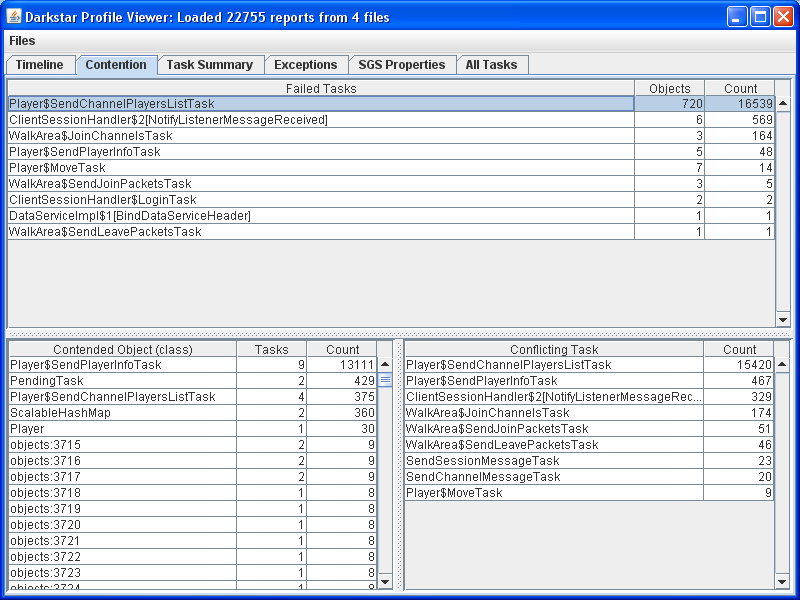 Darkstar Profile Viewer: Loaded 22755 reports from 4 files
Files
Timeline Contention Task Summary Exceptions SGS Properties All Tasks
Failed Tasks Objects Count
Player$SendChannelPlayersListTask 720 16539
ClientSessionHandler$2[NotifyListenerMessageReceived] 6 569
WalkArea$JoinChannelsTask 3 164
Player$SendPlayerInfoTask 5 48
Player$MoveTask 7 14
WalkArea$SendJoinPacketsTask 3 5
ClientSessionHandler$LoginTask 2 2
DataServiceImpl$1[BindDataServiceHeader] 1 1
WalkArea$SendLeavePacketsTask 1 1
Contended Object (class) Tasks Count
Player$SendPlayerInfoTask 9 13111
PendingTask 2 429
Player$SendChannelPlayersListTask 4 375
ScalableHashMap 2 360
Player 1 30
objects:3715 2 9
objects:3716 2 9
objects:3717 2 9
objects:3718 1 8
objects:3719 1 8
objects:3720 1 8
objects:3721 1 8
objects:3722 1 8
objects:3723 1 8
objects:3724 1 8
Conflicting Task Count
Player$SendChannelPlayersListTask 15420
Player$SendPlayerInfoTask 467
ClientSessionHandler$2[NotifyListenerMessageRec... 329
WalkArea$JoinChannelsTask 174
WalkArea$SendJoinPacketsTask 51
WalkArea$SendLeavePacketsTask 46
SendSessionMessageTask 23
SendChannelMessageTask 20
Player$MoveTask 9